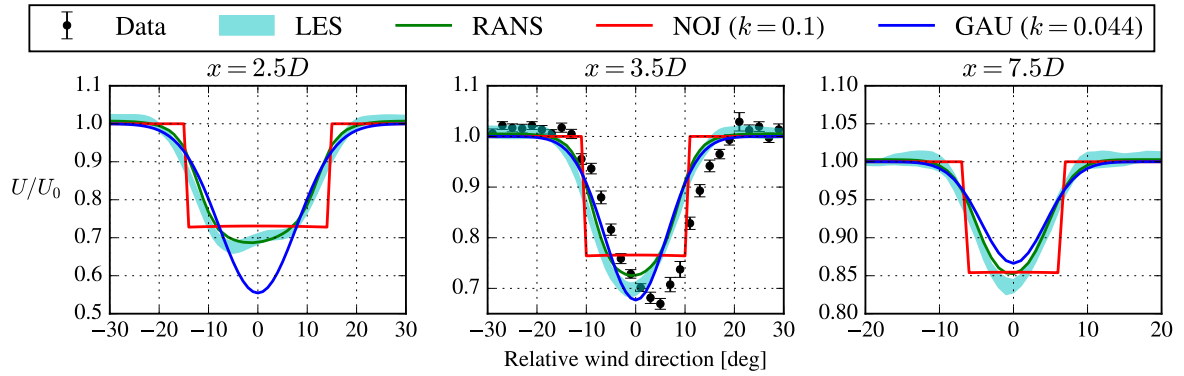 Data LES RANS NOJ (k = 0.1) GAU (k = 0.044)
x = 2.5D x = 3.5D x = 7.5D
U/U₀
1.1
1.0
0.9
0.8
0.7
0.6
0.5
−30 −20 −10 0 10 20 30
1.1
1.0
0.9
0.8
0.7
−30 −20 −10 0 10 20 30
1.10
1.05
1.00
0.95
0.90
0.85
0.80
−20 −10 0 10 20
Relative wind direction [deg]